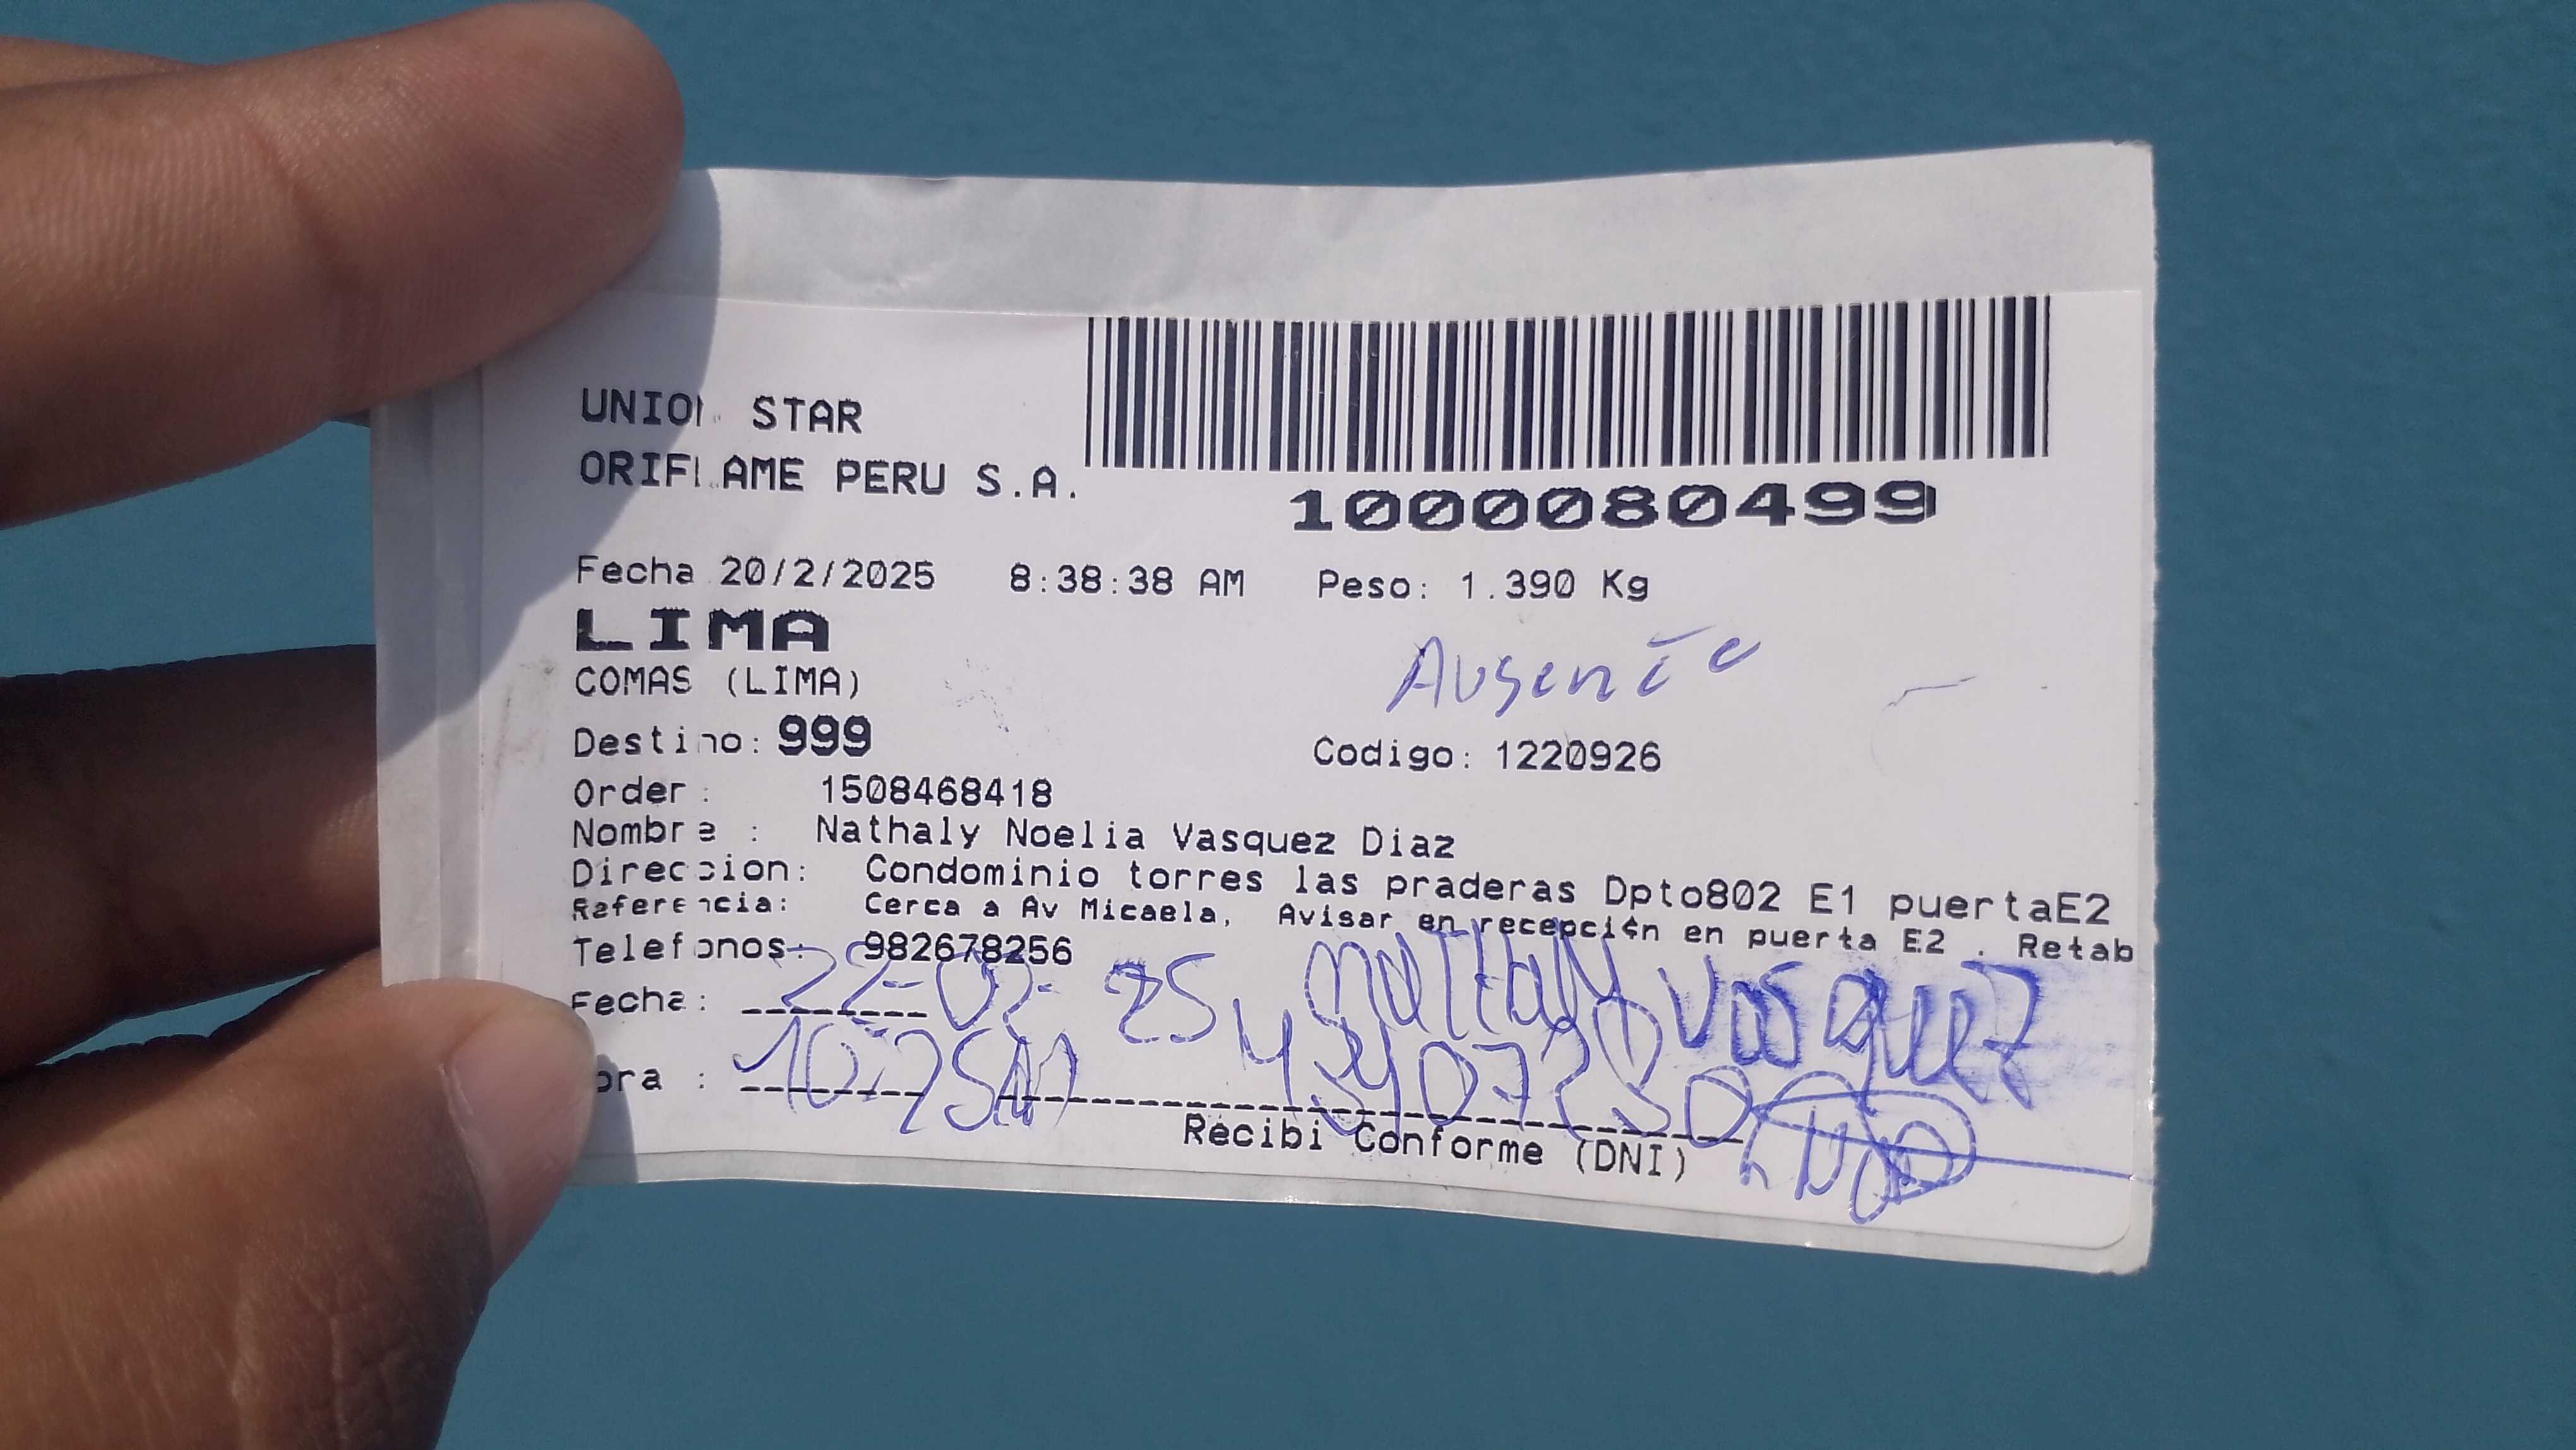 UNION STAR
ORIFLAME PERU S.A.
1000080499
Fecha 20/2/2025 8:38:38 AM Peso: 1.390 Kg
LIMA
Ausente
COMAS (LIMA)
Destino: 999 Codigo: 1220926
Order: 1508468418
Nombre : Nathaly Noelia Vasquez Diaz
Direccion: Condominio torres las praderas Dpto802 E1 puertaE2
Referencia: Cerca a Av Micaela, Avisar en recepción en puerta E2 . Retab
Telefonos: 982678256
Fecha: 22-02-25 Nathaly Vasquez
ora :
Recibi Conforme (DNI)